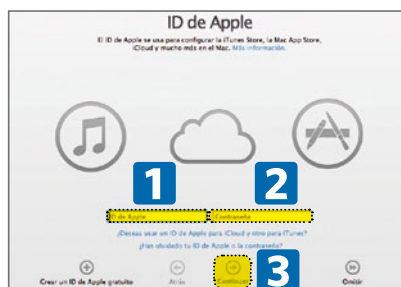 ID de Apple
El ID de Apple se usa para configurar la iTunes Store, la Mac App Store,
iCloud y mucho más en el Mac. Más información.
1
2
ID de Apple
Contraseña
¿Deseas usar un ID de Apple para iCloud y otro para iTunes?
¿Has olvidado tu ID de Apple o la contraseña?
3
Crear un ID de Apple gratuito
Atrás
Continuar
Omitir